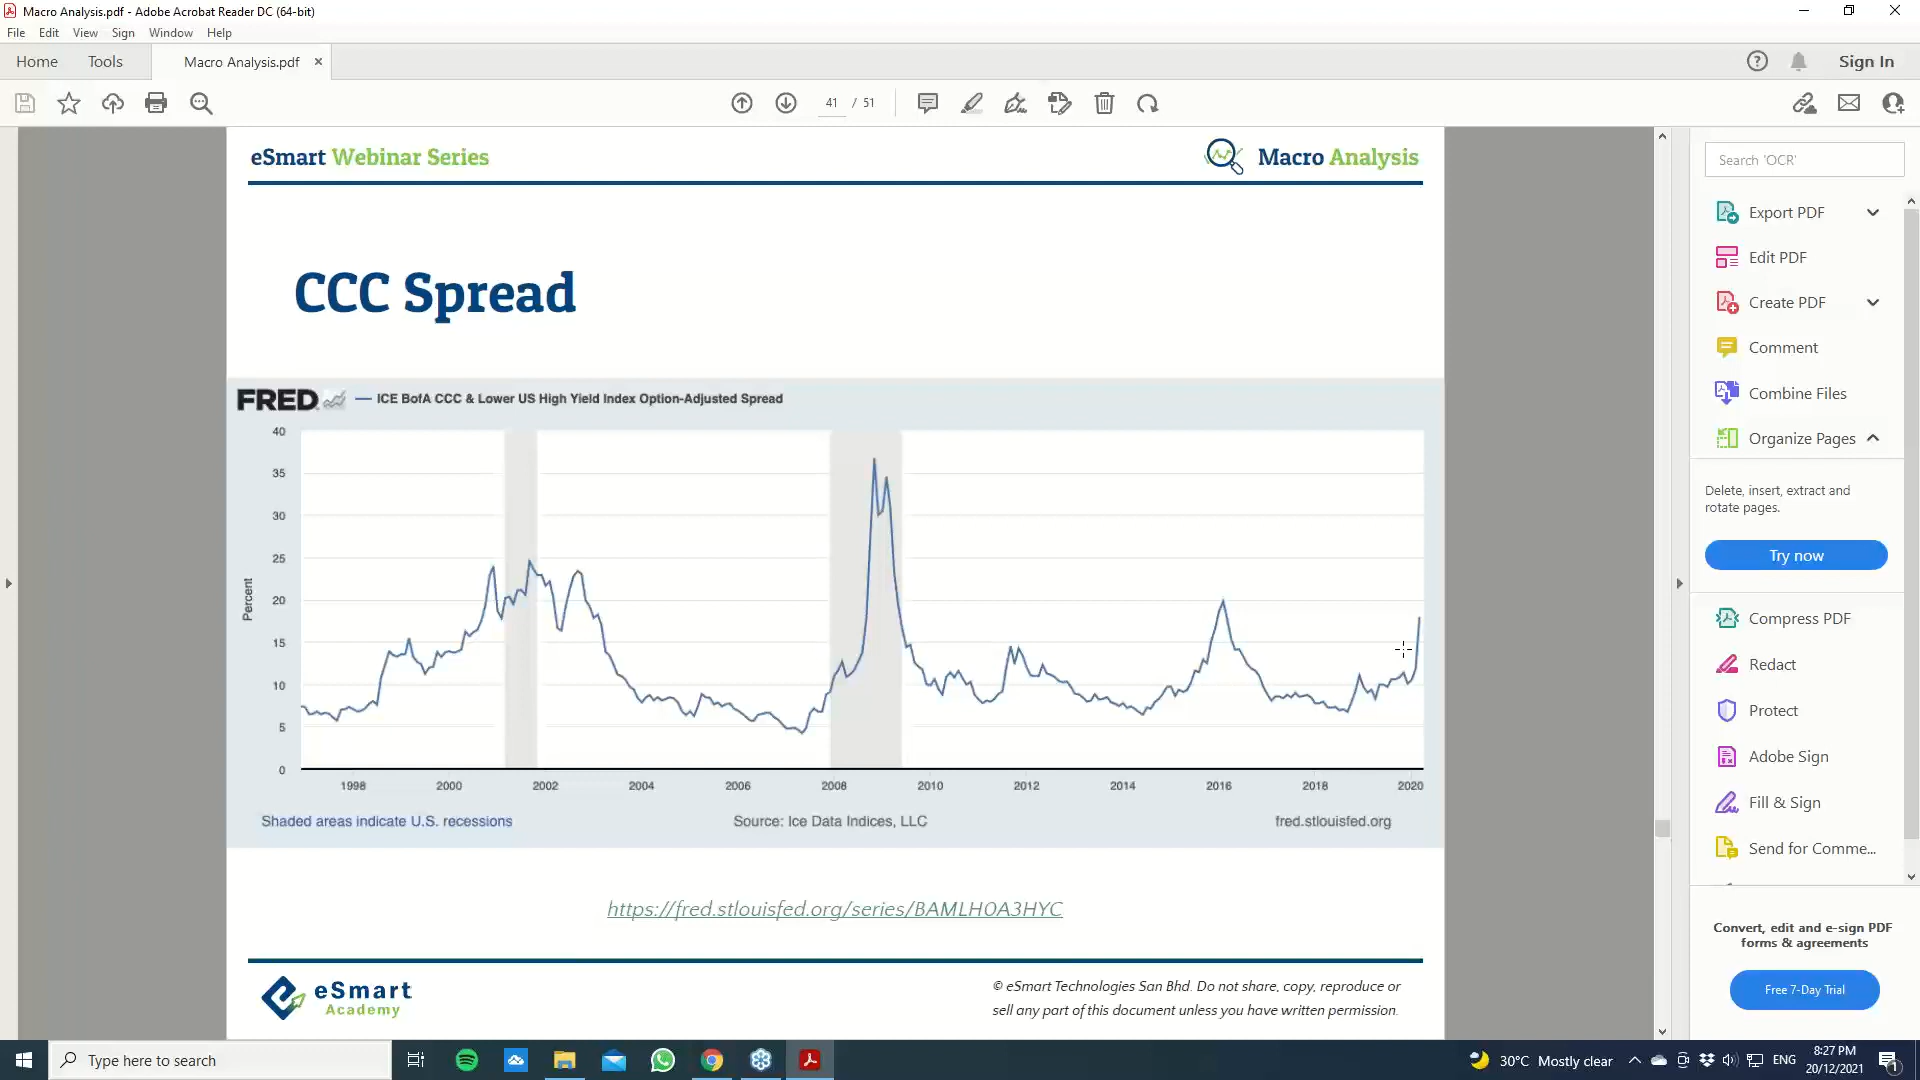 Macro Analysis.pdf - Adobe Acrobat Reader DC (64-bit)
File Edit View Sign Window Help
Home Tools Macro Analysis.pdf × Sign In
41 / 51
eSmart Webinar Series Macro Analysis
CCC Spread
FRED — ICE BofA CCC & Lower US High Yield Index Option-Adjusted Spread
40
35
30
25
20
15
10
5
0
Percent
1998 2000 2002 2004 2006 2008 2010 2012 2014 2016 2018 2020
Shaded areas indicate U.S. recessions Source: Ice Data Indices, LLC fred.stlouisfed.org
https://fred.stlouisfed.org/series/BAMLH0A3HYC
eSmart
Academy
© eSmart Technologies San Bhd. Do not share, copy, reproduce or
sell any part of this document unless you have written permission.
Search 'OCR'
Export PDF
Edit PDF
Create PDF
Comment
Combine Files
Organize Pages
Delete, insert, extract and
rotate pages.
Try now
Compress PDF
Redact
Protect
Adobe Sign
Fill & Sign
Send for Comme...
Convert, edit and e-sign PDF
forms & agreements
Free 7-Day Trial
Type here to search
30°C Mostly clear
ENG
8:27 PM
20/12/2021
1